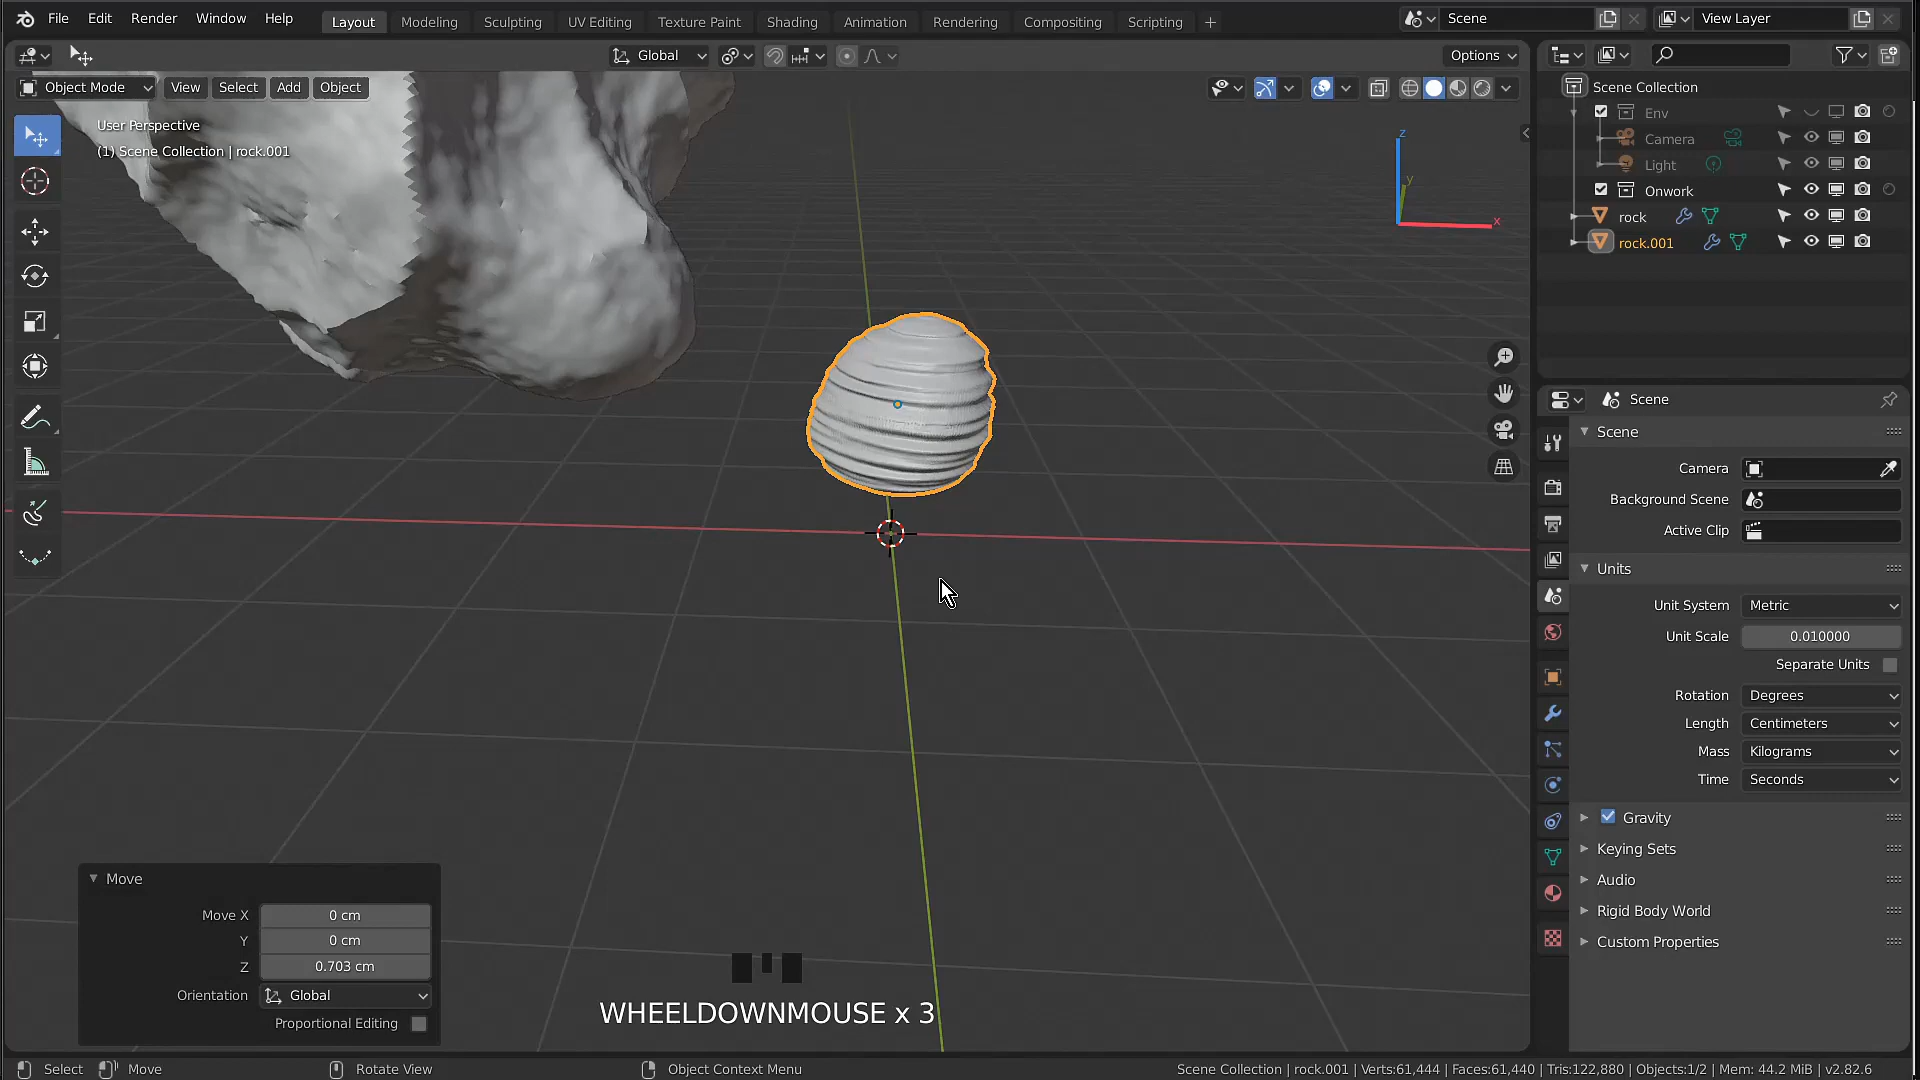 File Edit Render Window Help Layout Modeling Sculpting UV Editing Texture Paint Shading Animation Rendering Compositing Scripting + Scene View Layer
Global Options
Object Mode View Select Add Object
User Perspective
(1) Scene Collection | rock.001
z
y
x
Scene Collection
Env
Camera
Light
Onwork
rock
rock.001
Scene
Scene
Camera
Background Scene
Active Clip
Units
Unit System Metric
Unit Scale 0.010000
Separate Units
Rotation Degrees
Length Centimeters
Mass Kilograms
Time Seconds
Gravity
Keying Sets
Audio
Rigid Body World
Custom Properties
Move
Move X 0 cm
Y 0 cm
Z 0.703 cm
Orientation Global
Proportional Editing
WHEELDOWNMOUSE x 3
Select Move Rotate View Object Context Menu Scene Collection | rock.001 | Verts:61,444 | Faces:61,440 | Tris:122,880 | Objects:1/2 | Mem: 44.2 MiB | v2.82.6